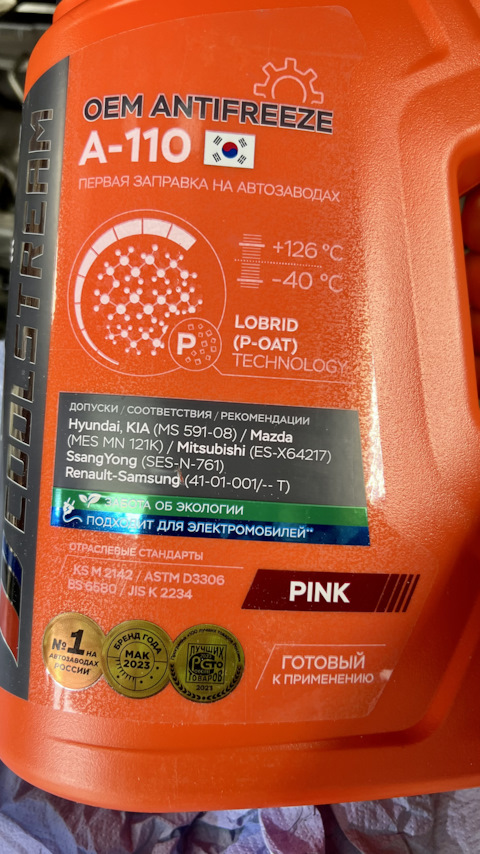 COOLSTREAM
OEM ANTIFREEZE
A-110
ПЕРВАЯ ЗАПРАВКА НА АВТОЗАВОДАХ
+126 °C
-40 °C
P
LOBRID
(P-OAT)
TECHNOLOGY
ДОПУСКИ / СООТВЕТСТВИЯ / РЕКОМЕНДАЦИИ
Hyundai, KIA (MS 591-08) / Mazda
(MES MN 121K) / Mitsubishi (ES-X64217)
SsangYong (SES-N-761)
Renault-Samsung (41-01-001/-- T)
ЗАБОТА ОБ ЭКОЛОГИИ
ПОДХОДИТ ДЛЯ ЭЛЕКТРОМОБИЛЕЙ**
ОТРАСЛЕВЫЕ СТАНДАРТЫ
KS M 2142 / ASTM D3306
BS 6580 / JIS K 2234
PINK
№1 НА
АВТОЗАВОДАХ
РОССИИ
БРЕНД ГОДА
МАК
2023
ЛУЧШИХ
ТОВАРОВ
2023
ГОТОВЫЙ
К ПРИМЕНЕНИЮ